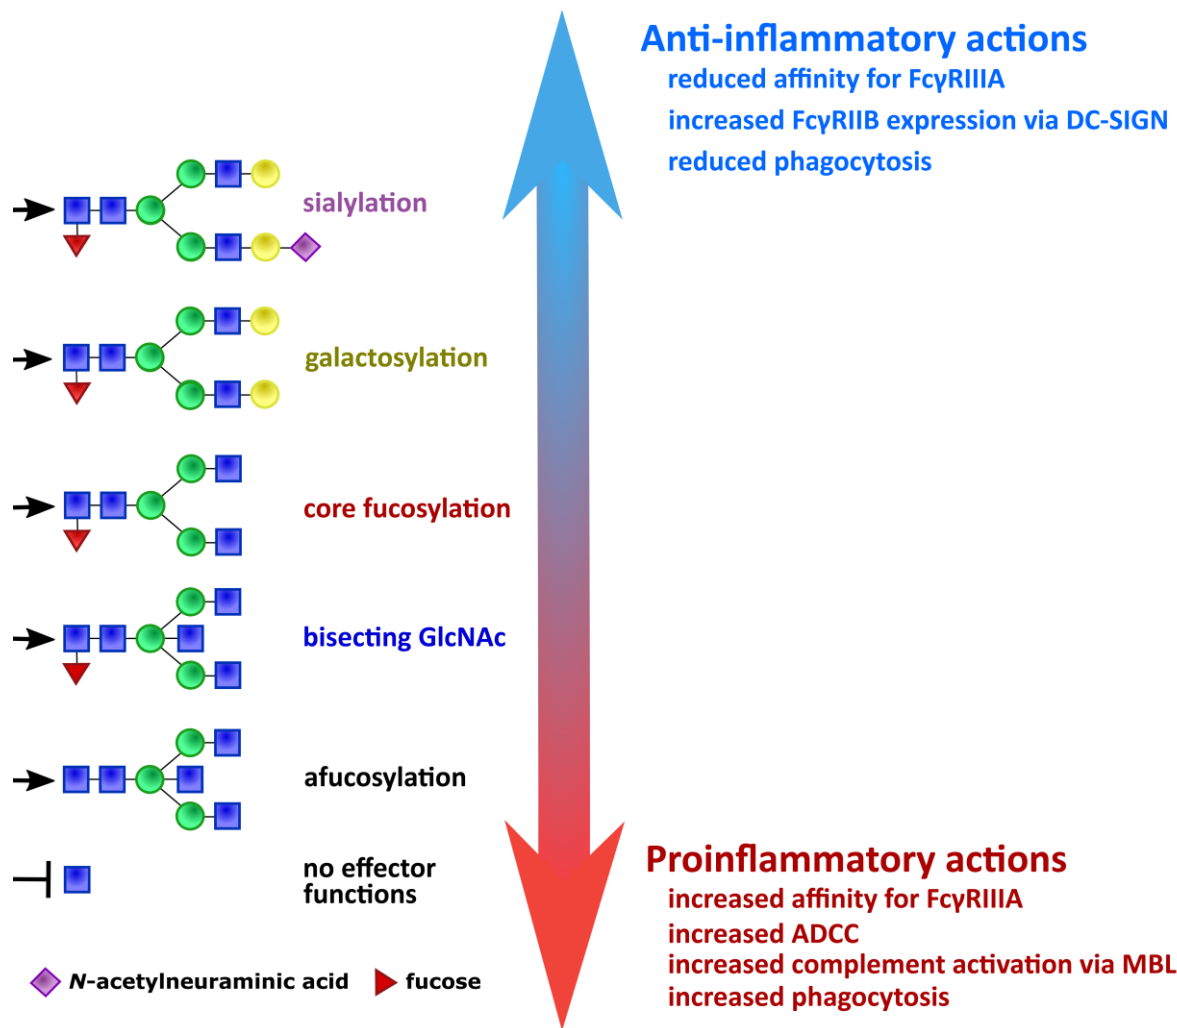 Anti-inflammatory actions
reduced affinity for FcγRIIIA
increased FcγRIIB expression via DC-SIGN
reduced phagocytosis
sialylation
galactosylation
core fucosylation
bisecting GlcNAc
afucosylation
no effector
functions
Proinflammatory actions
increased affinity for FcγRIIIA
increased ADCC
increased complement activation via MBL
increased phagocytosis
N-acetylneuraminic acid
fucose